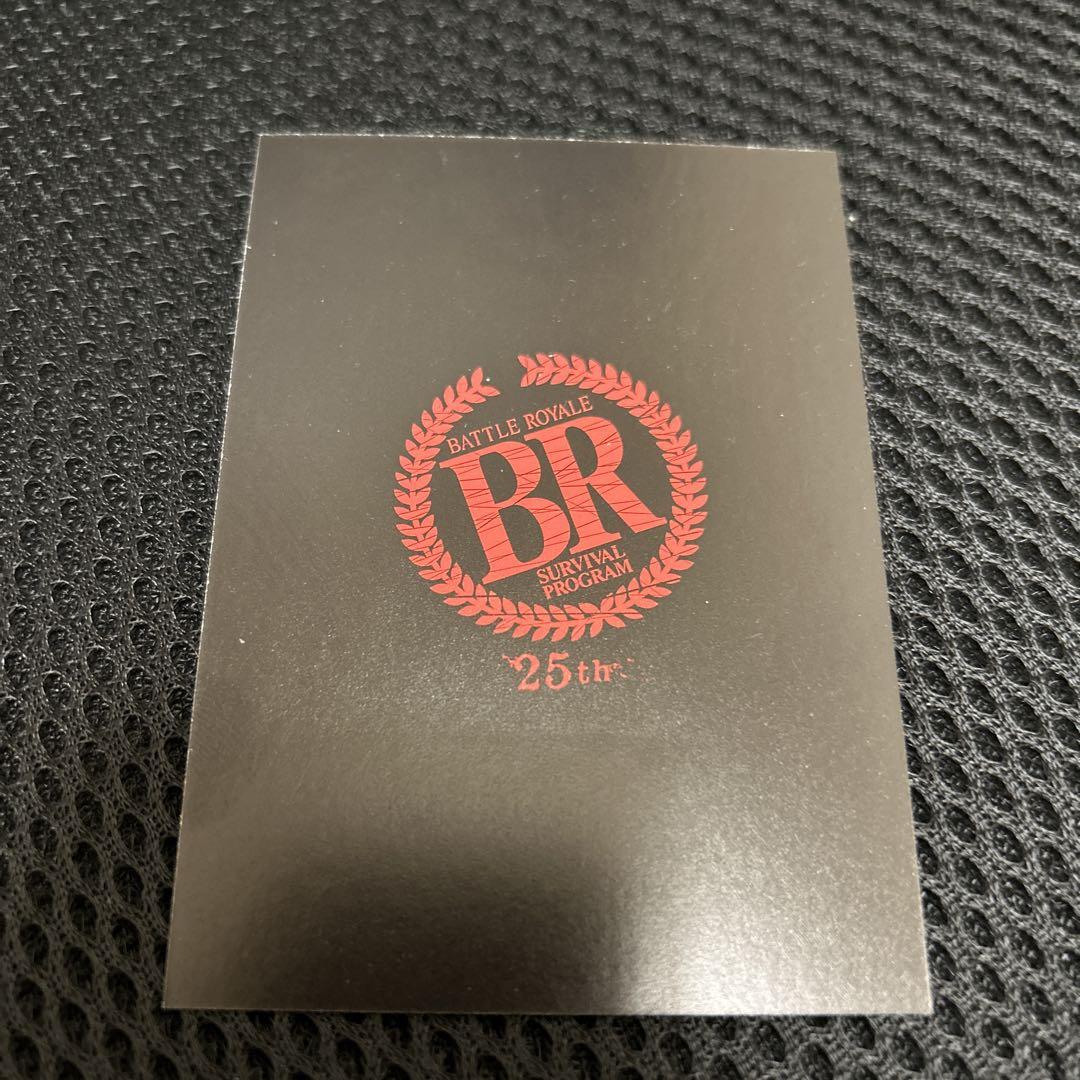 BATTLE ROYALE
BR
SURVIVAL
PROGRAM
25th